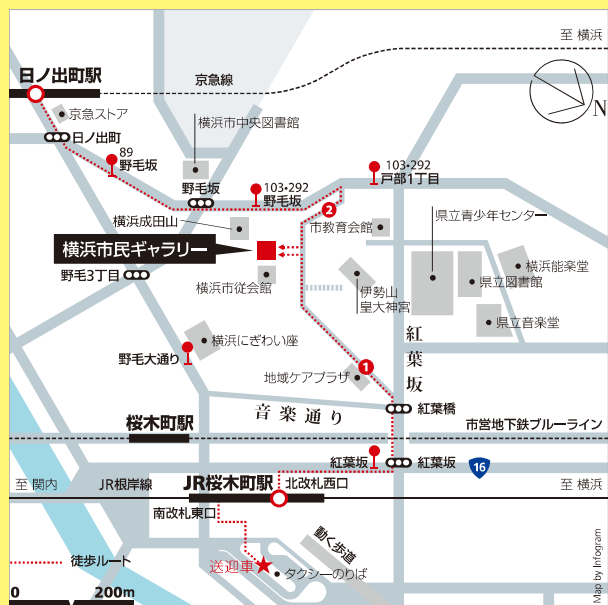 至 横浜
日ノ出町駅
京急線
N
京急ストア
日ノ出町
横浜市中央図書館
89
野毛坂
103・292
戸部1丁目
野毛坂
103・292
野毛坂
2
横浜成田山
市教育会館
県立青少年センター
横浜市民ギャラリー
横浜能楽堂
野毛3丁目
横浜市従会館
伊勢山
皇大神宮
県立図書館
県立音楽堂
横浜にぎわい座
紅葉坂
野毛大通り
1
地域ケアプラザ
音楽通り
紅葉橋
桜木町駅
市営地下鉄ブルーライン
紅葉坂
紅葉坂
16
至 関内
JR根岸線
JR桜木町駅
北改札西口
至 横浜
南改札東口
動く歩道
徒歩ルート
送迎車
タクシーのりば
0
200m
Map by Infogram